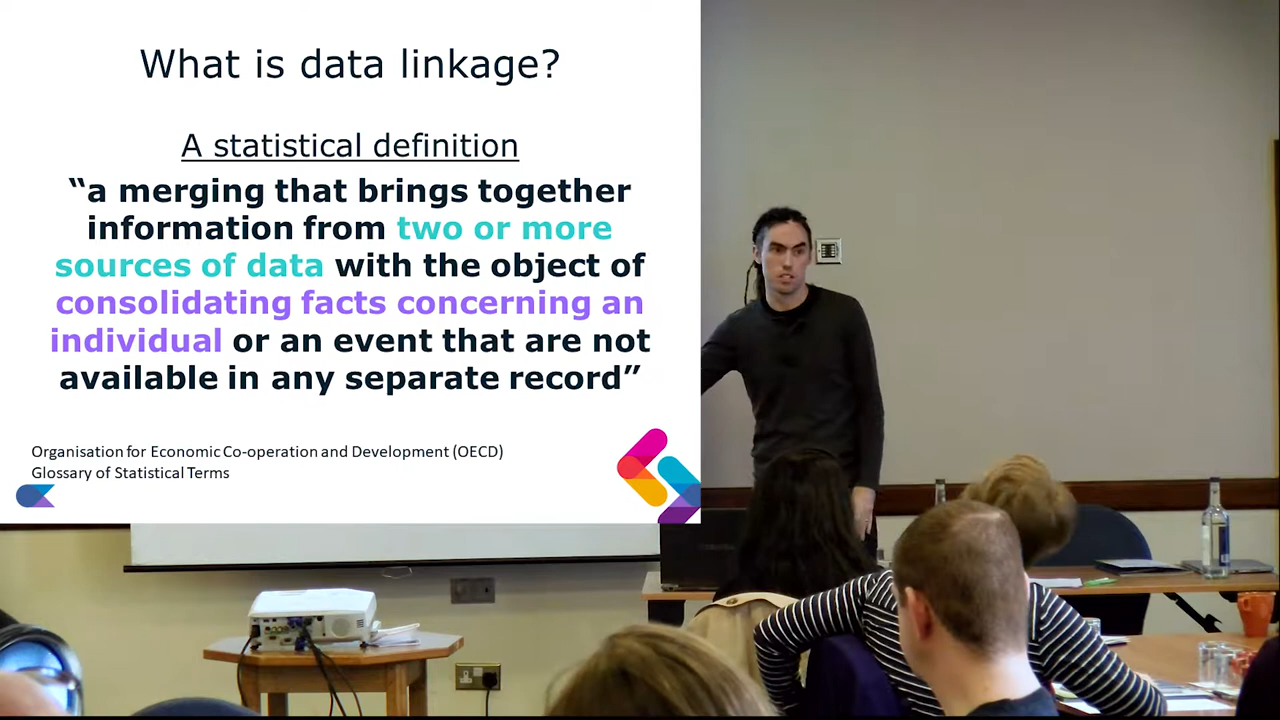 What is data linkage?
A statistical definition
“a merging that brings together
information from two or more
sources of data with the object of
consolidating facts concerning an
individual or an event that are not
available in any separate record”
Organisation for Economic Co-operation and Development (OECD)
Glossary of Statistical Terms